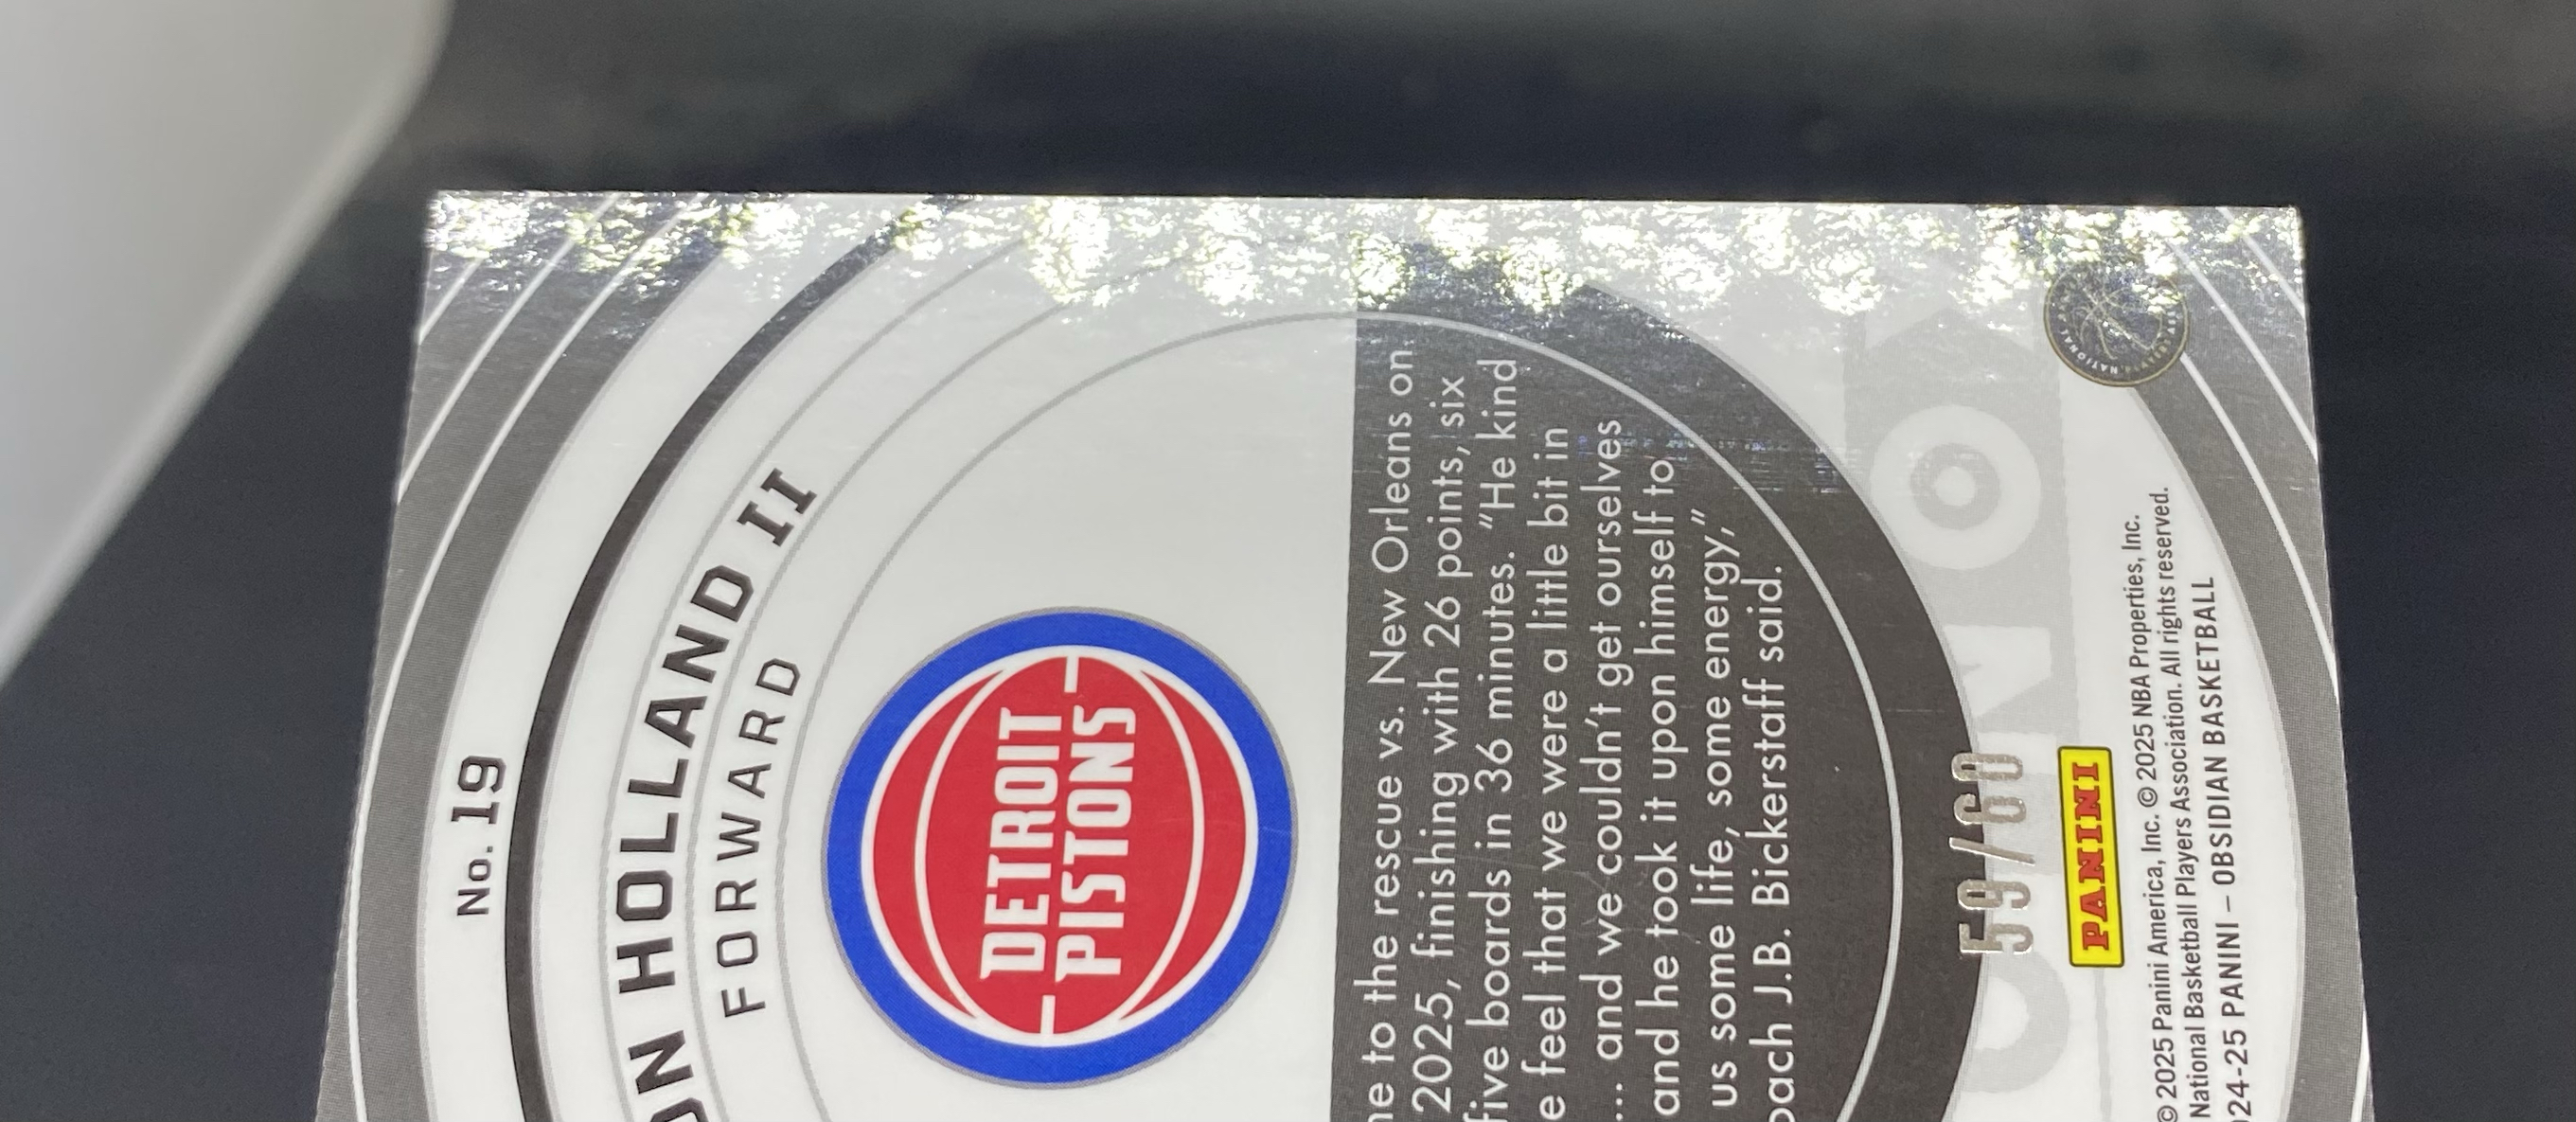 No. 19
HOLLAND II
FORWARD
DETROIT
PISTONS
to the rescue vs. New Orleans on
2025, finishing with 26 points, six
five boards in 36 minutes. “He kind
feel that we were a little bit in
... and we couldn’t get ourselves
and he took it upon himself to
us some life, some energy,”
J.B. Bickerstaff said.
59/60
PANINI
© 2025 Panini America, Inc. © 2025 NBA Properties, Inc.
National Basketball Players Association. All rights reserved.
24-25 PANINI – OBSIDIAN BASKETBALL